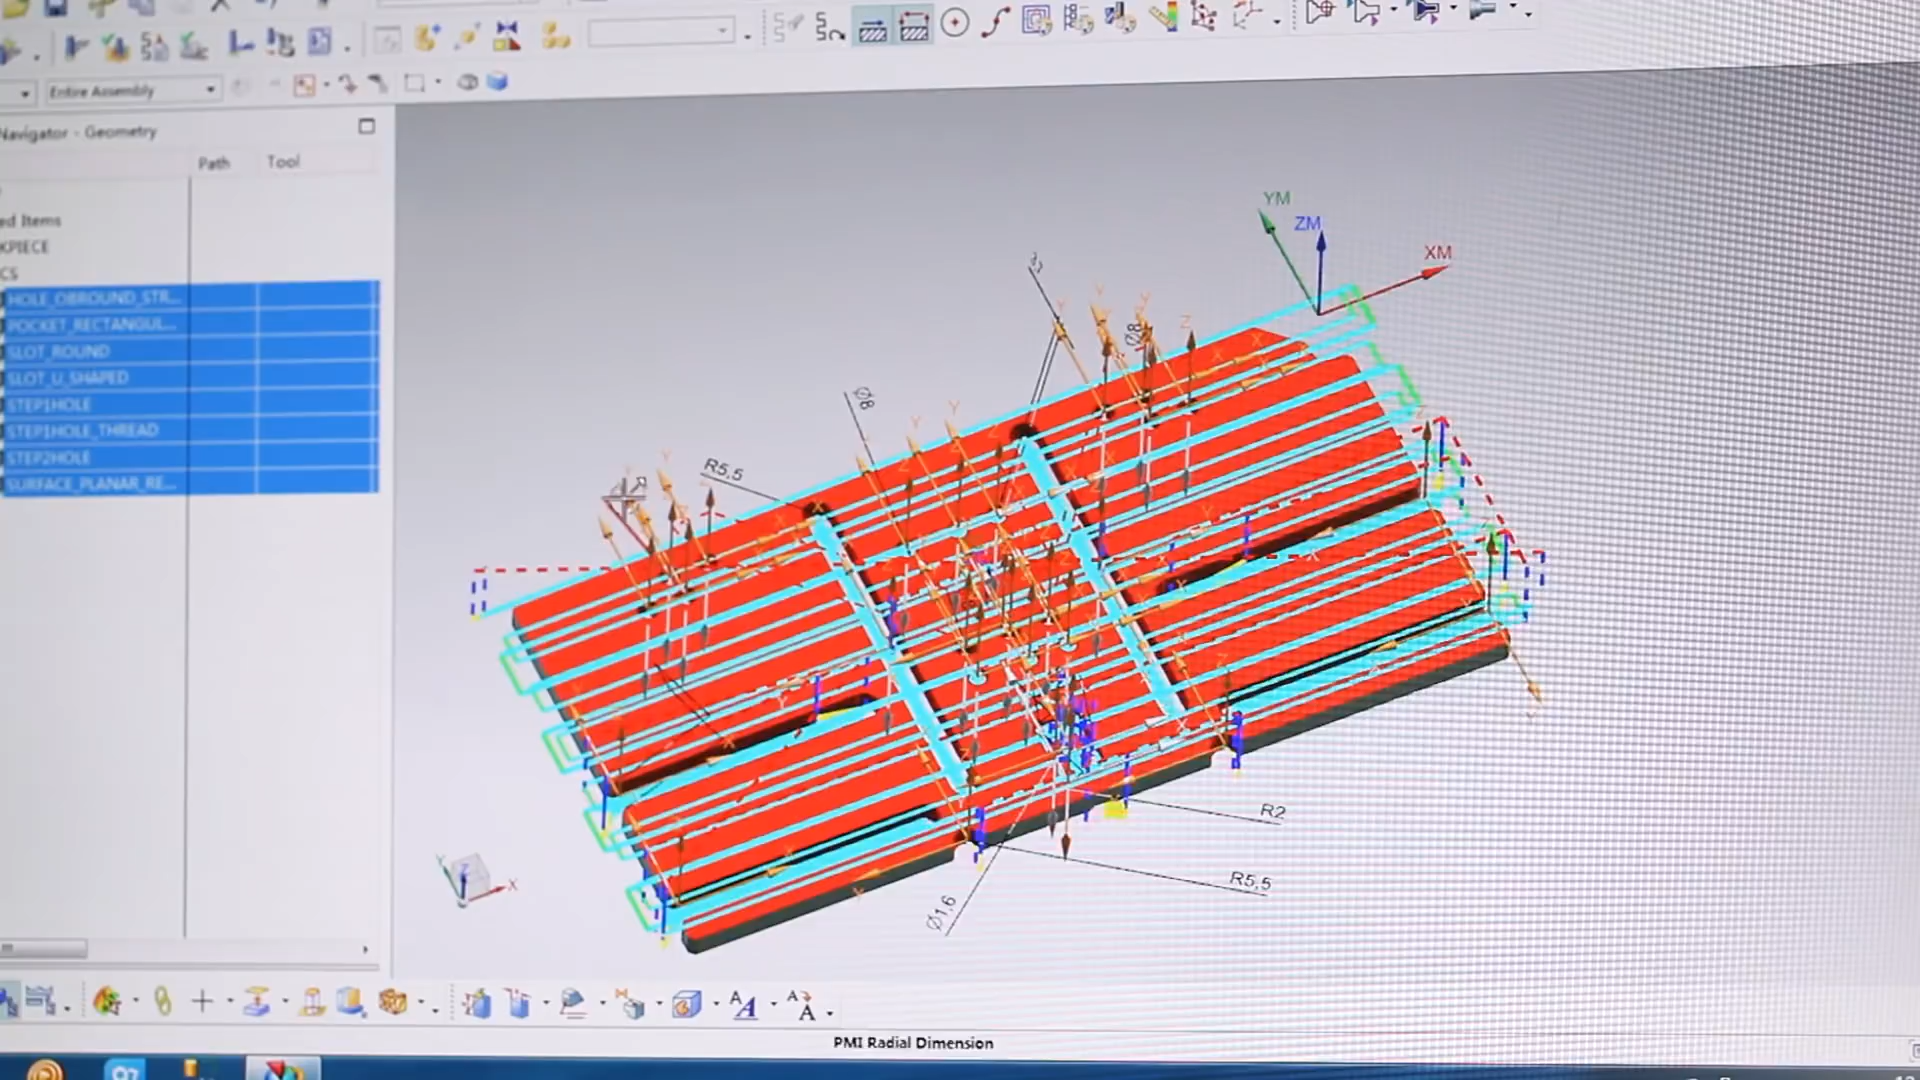 Entire Assembly
Navigator - Geometry
Path Tool
ed Items
KPIECE
CS
HOLE_OBROUND_STR...
POCKET_RECTANGUL...
SLOT_ROUND
SLOT_U_SHAPED
STEP1HOLE
STEP1HOLE_THREAD
STEP2HOLE
SURFACE_PLANAR_RE...
YM
ZM
XM
Ø8
Ø8
R5,5
R2
R5,5
Ø1,6
X
PMI Radial Dimension